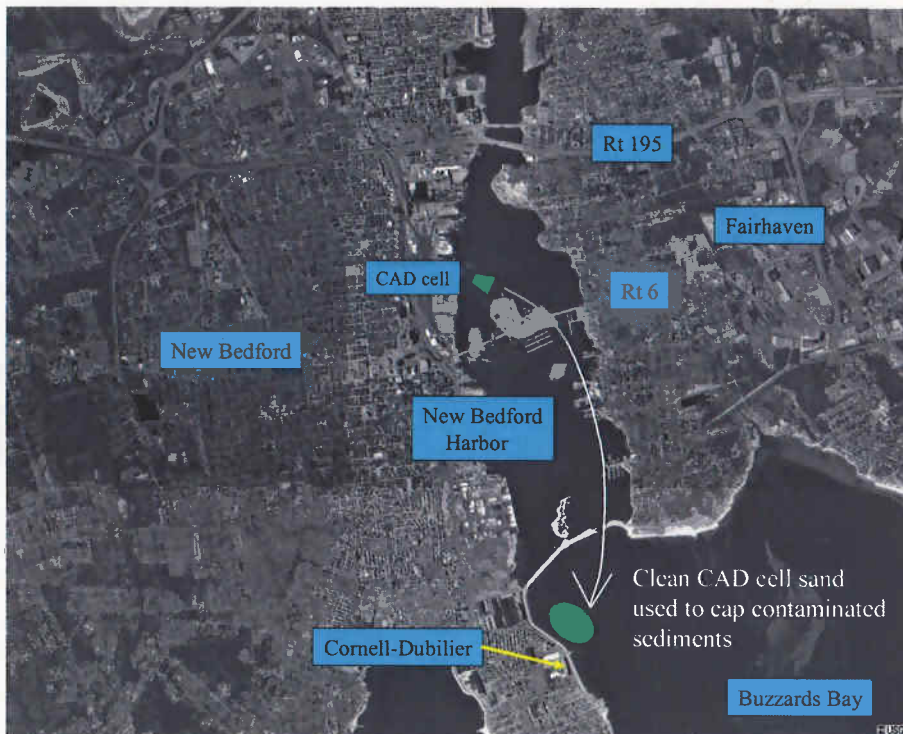 Rt 195
Fairhaven
CAD cell
Rt 6
New Bedford
New Bedford
Harbor
Clean CAD cell sand
used to cap contaminated
sediments
Cornell-Dubilier
Buzzards Bay